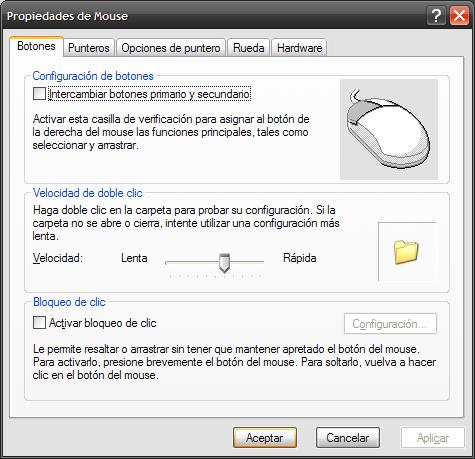 Propiedades de Mouse
Botones Punteros Opciones de puntero Rueda Hardware
Configuración de botones
Intercambiar botones primario y secundario
Activar esta casilla de verificación para asignar al botón de
la derecha del mouse las funciones principales, tales como
seleccionar y arrastrar.
Velocidad de doble clic
Haga doble clic en la carpeta para probar su configuración. Si la
carpeta no se abre o cierra, intente utilizar una configuración más
lenta.
Velocidad: Lenta Rápida
Bloqueo de clic
Activar bloqueo de clic Configuración...
Le permite resaltar o arrastrar sin tener que mantener apretado el botón del mouse.
Para activarlo, presione brevemente el botón del mouse. Para soltarlo, vuelva a hacer
clic en el botón del mouse.
Aceptar Cancelar Aplicar